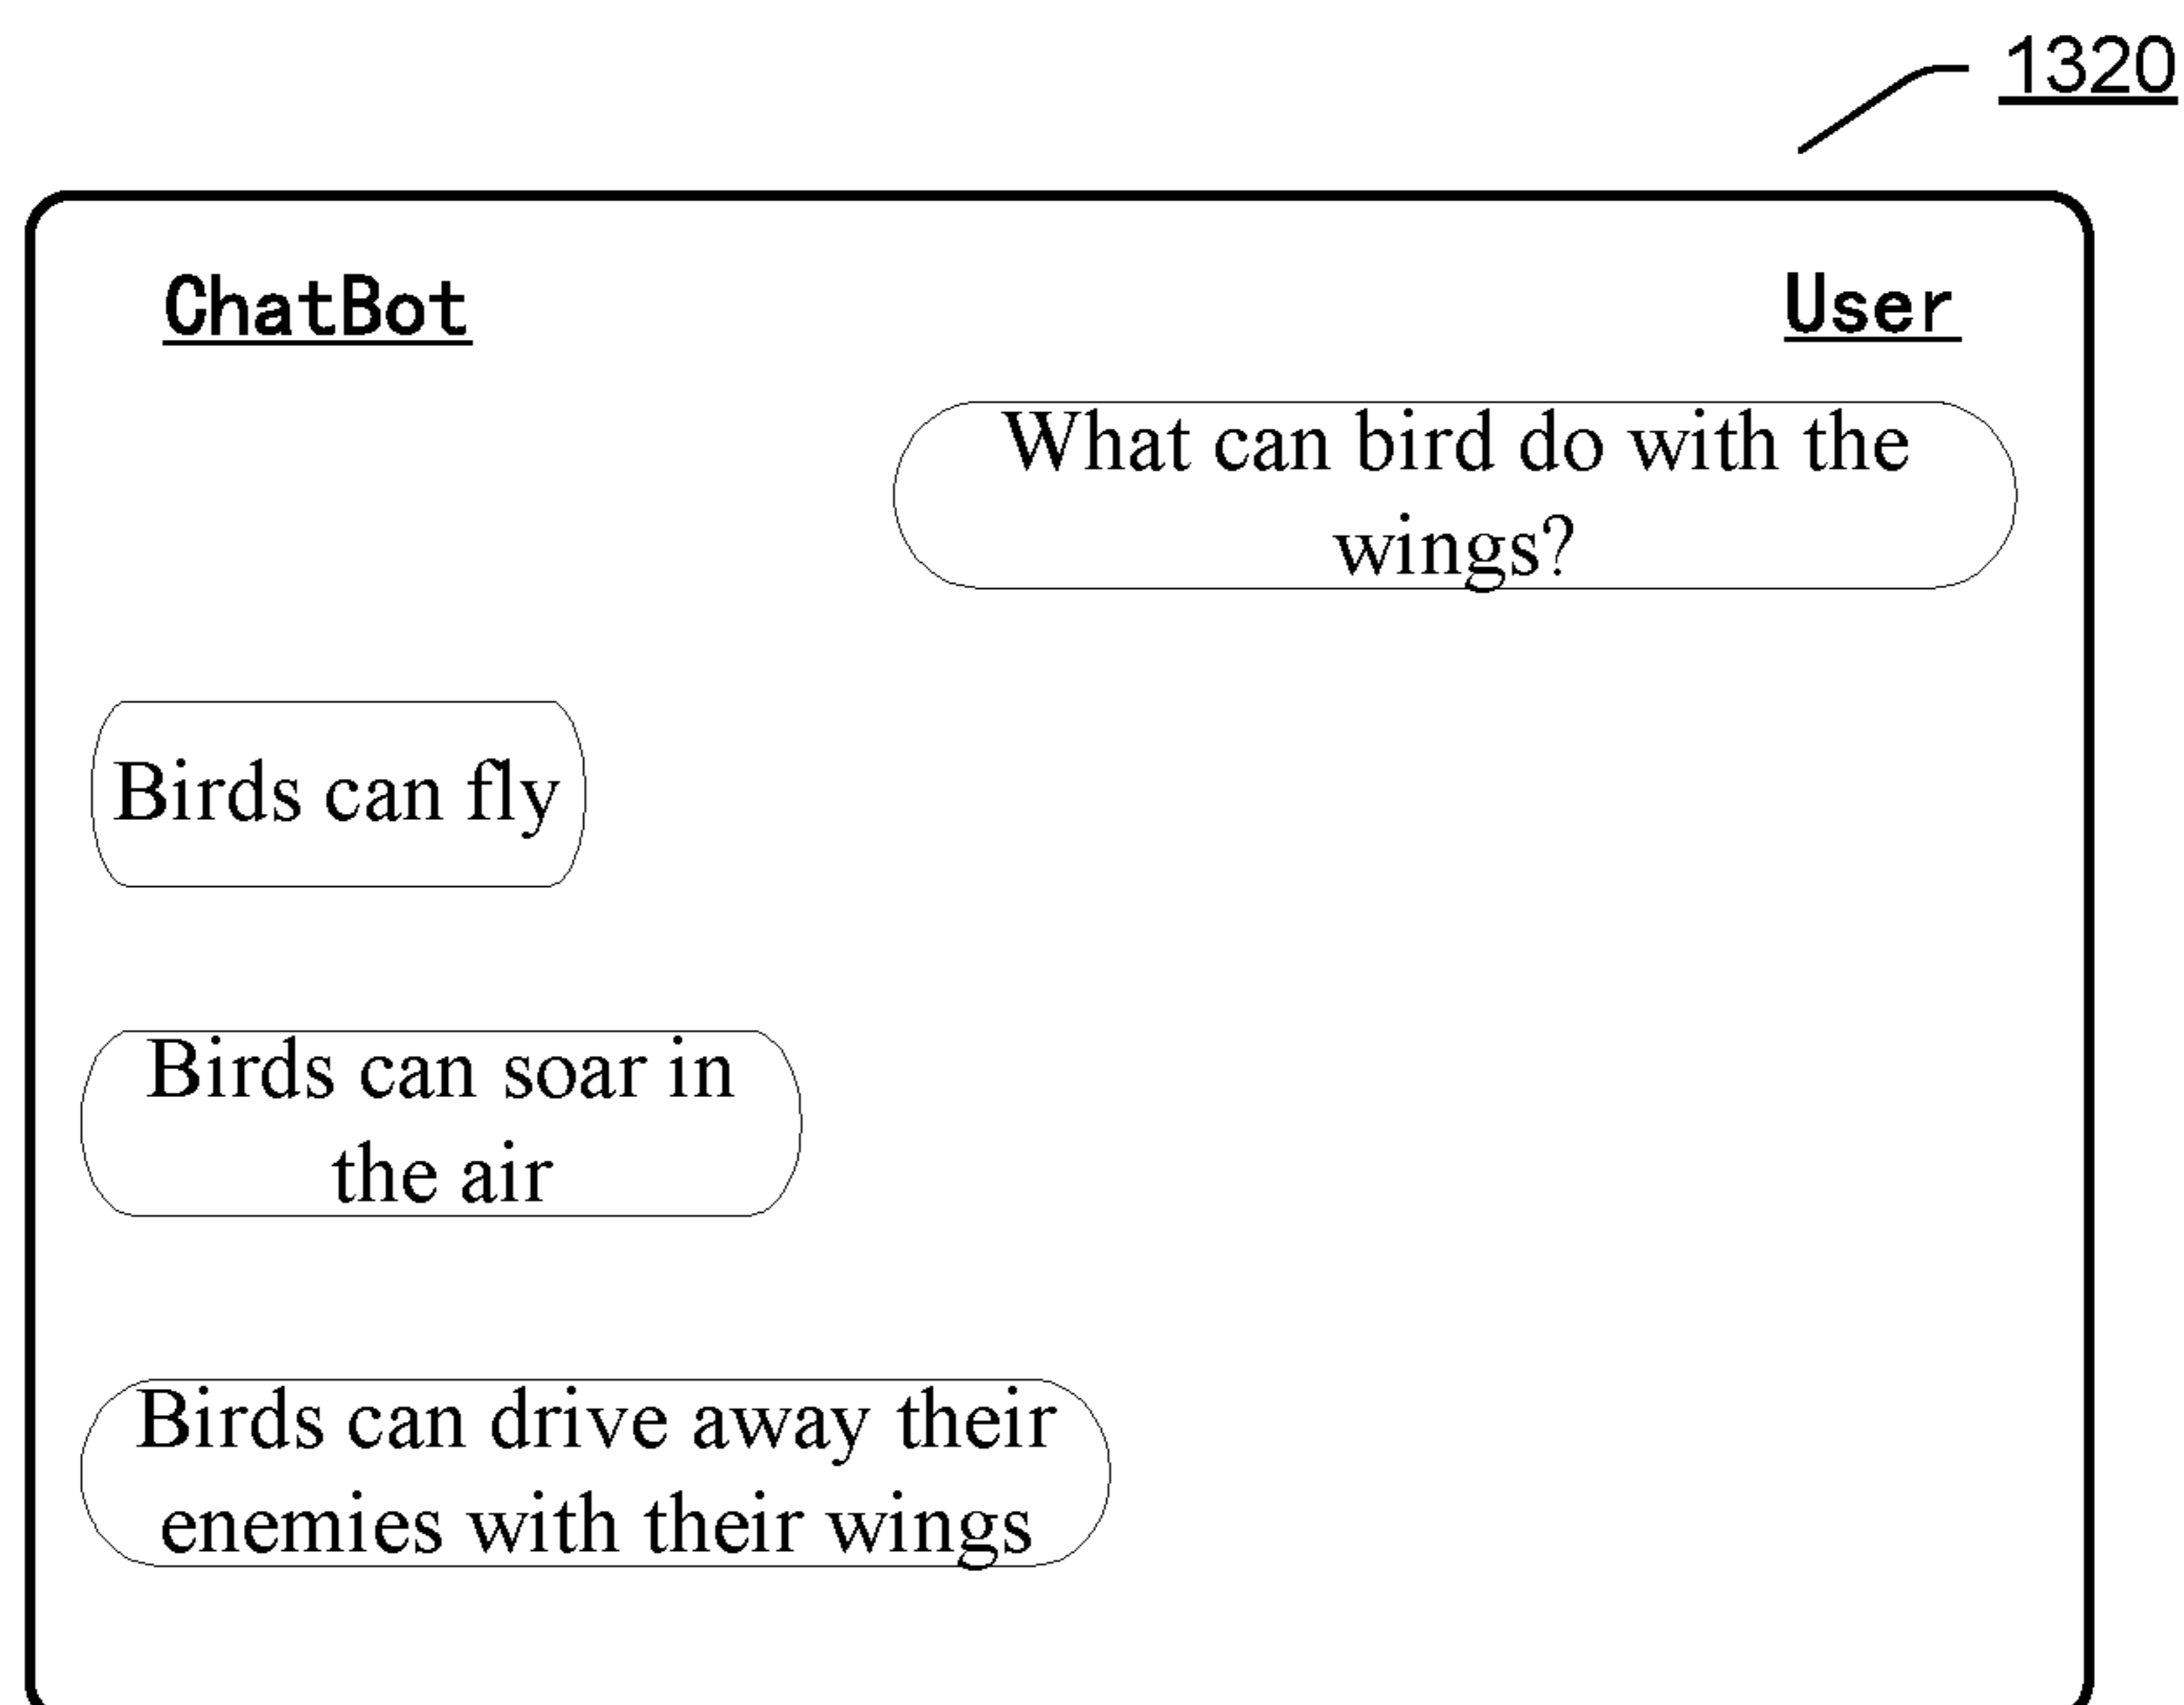 1320
ChatBot
User
What can bird do with the
wings?
Birds can fly
Birds can soar in
the air
Birds can drive away their
enemies with their wings